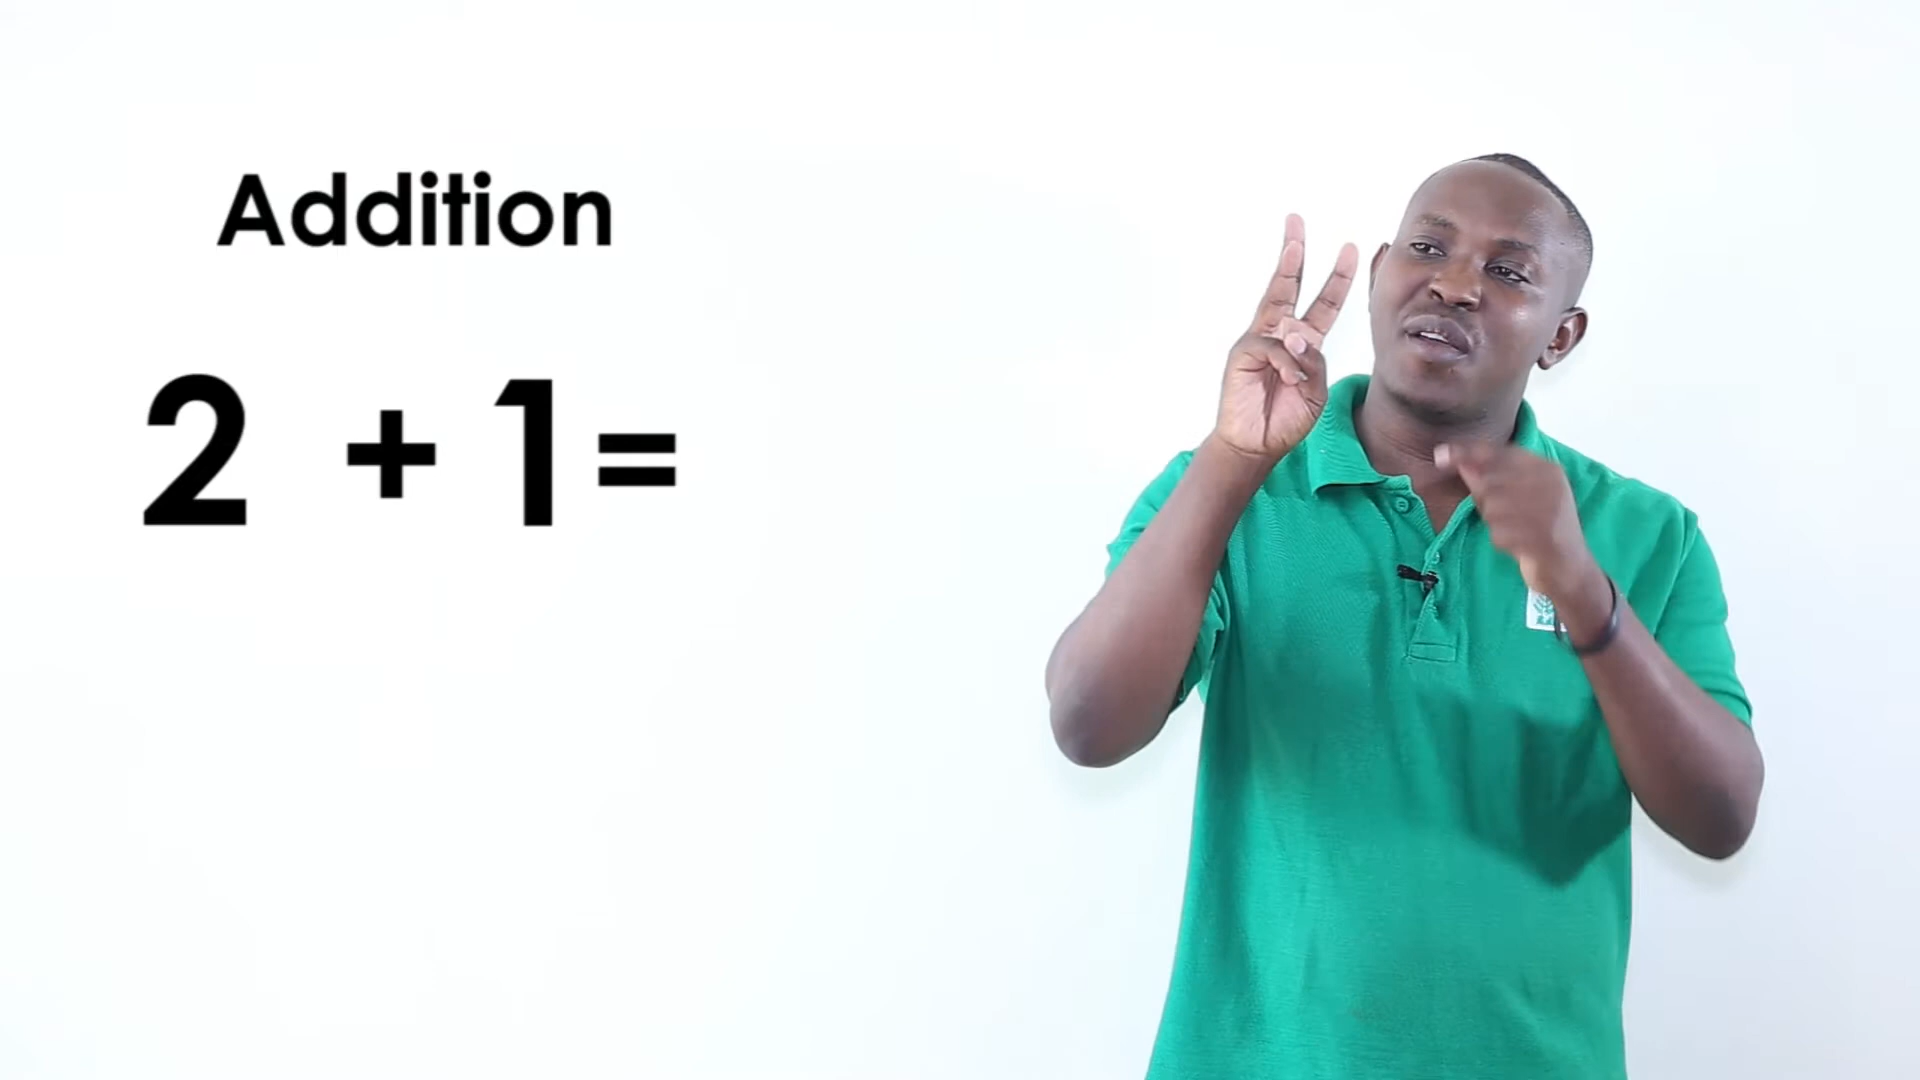 Addition
2 + 1 =